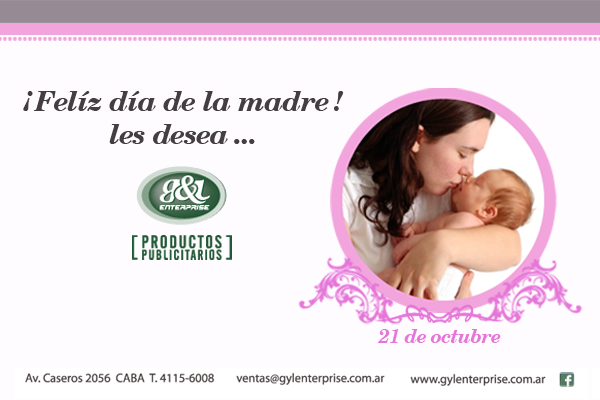 ¡Felíz día de la madre!
les desea ...
g&l
ENTERPRISE
[PRODUCTOS
PUBLICITARIOS]
21 de octubre
Av. Caseros 2056 CABA T. 4115-6008 ventas@gylenterprise.com.ar www.gylenterprise.com.ar f